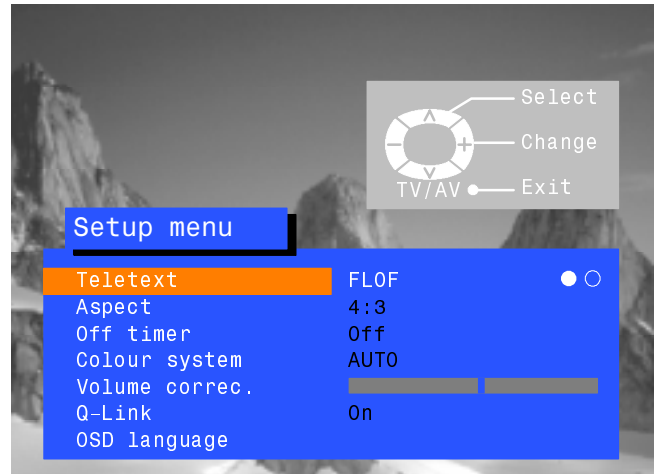 Select
Change
TV/AV Exit
Setup menu
Teletext FLOF
Aspect 4:3
Off timer Off
Colour system AUTO
Volume correc.
Q-Link On
OSD language